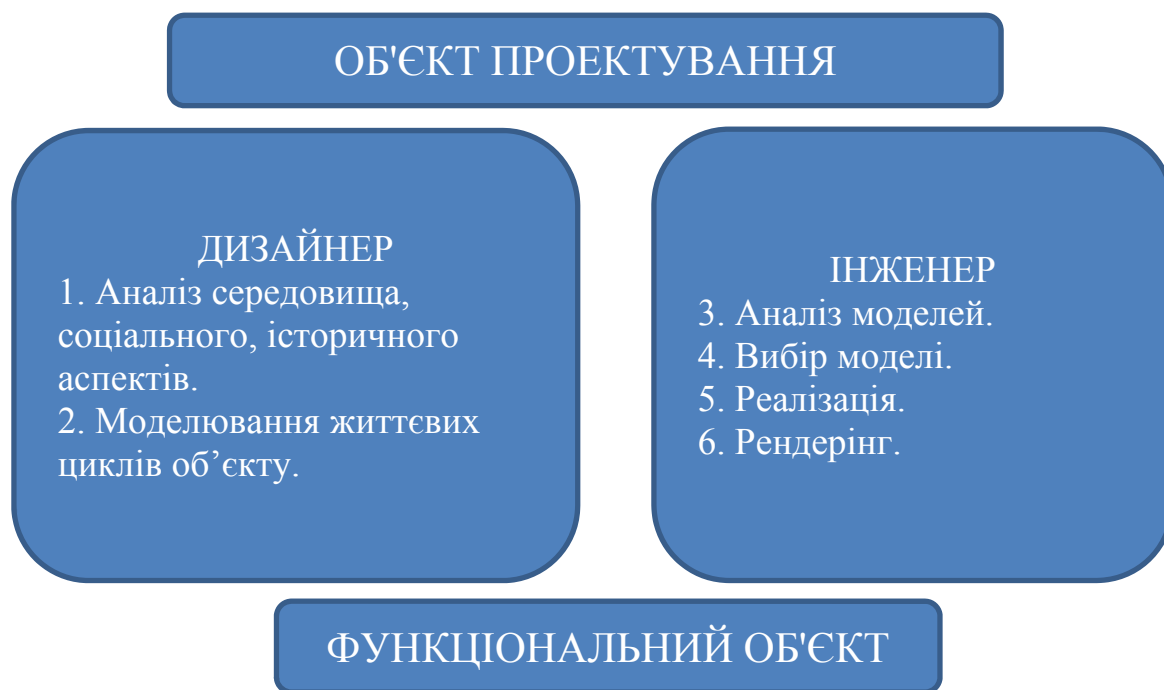 ОБ'ЄКТ ПРОЕКТУВАННЯ
ДИЗАЙНЕР
1. Аналіз середовища,
соціального, історичного
аспектів.
2. Моделювання життєвих
циклів об’єкту.
ІНЖЕНЕР
3. Аналіз моделей.
4. Вибір моделі.
5. Реалізація.
6. Рендерінг.
ФУНКЦІОНАЛЬНИЙ ОБ'ЄКТ